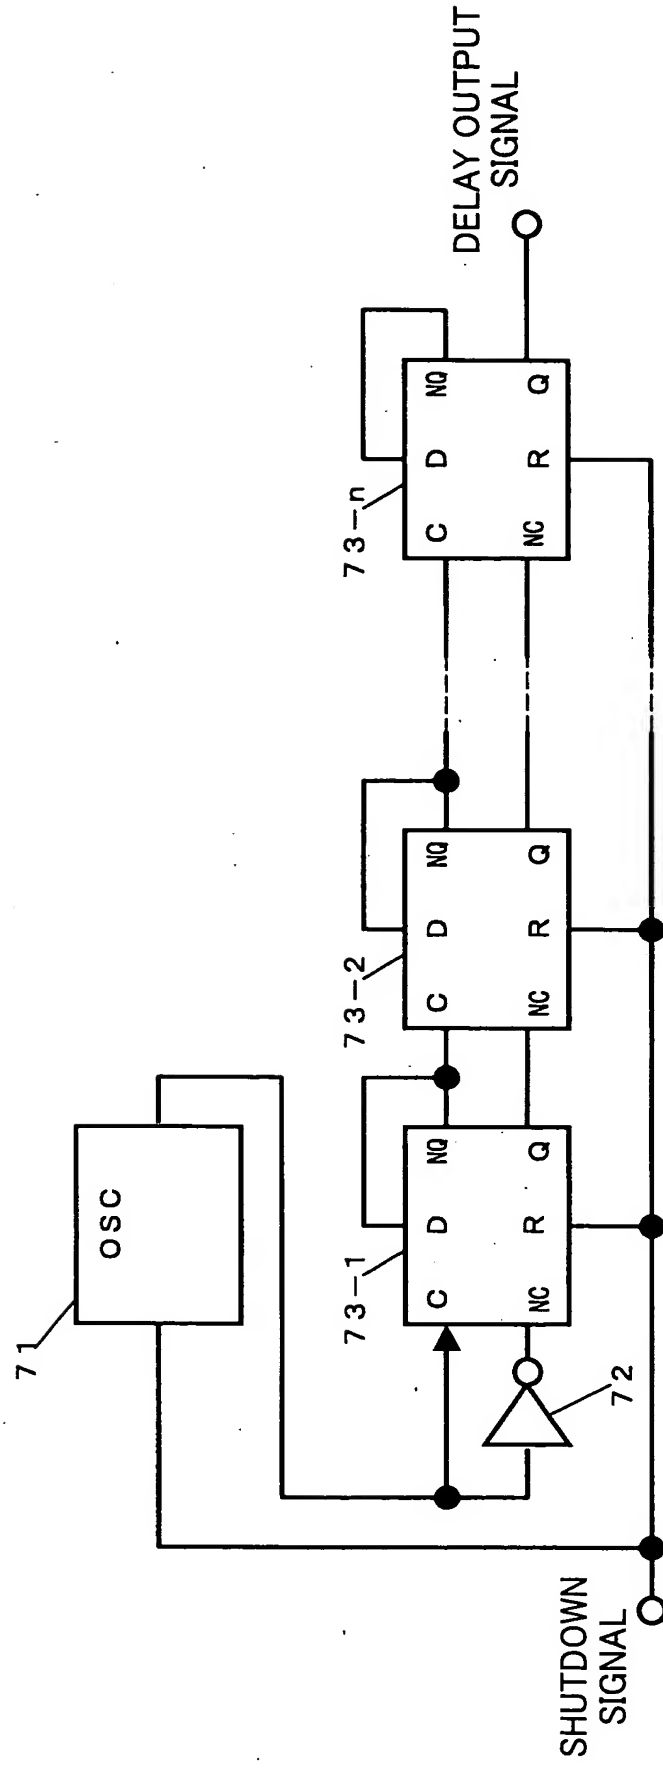 71
OSC
73-1
C
D
NQ
NC
R
Q
72
73-2
C
D
NQ
NC
R
Q
73-n
C
D
NQ
NC
R
Q
SHUTDOWN
SIGNAL
DELAY OUTPUT
SIGNAL